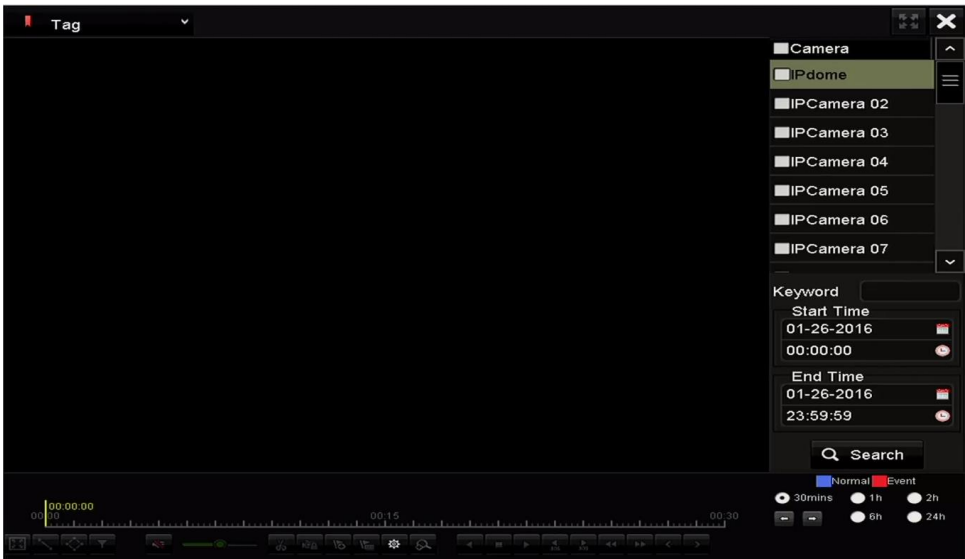 Tag
Camera
IPdome
IPCamera 02
IPCamera 03
IPCamera 04
IPCamera 05
IPCamera 06
IPCamera 07
Keyword
Start Time
01-26-2016
00:00:00
End Time
01-26-2016
23:59:59
Search
Normal Event
30mins 1h 2h
6h 24h
00:00:00
00:00 00:15 00:30